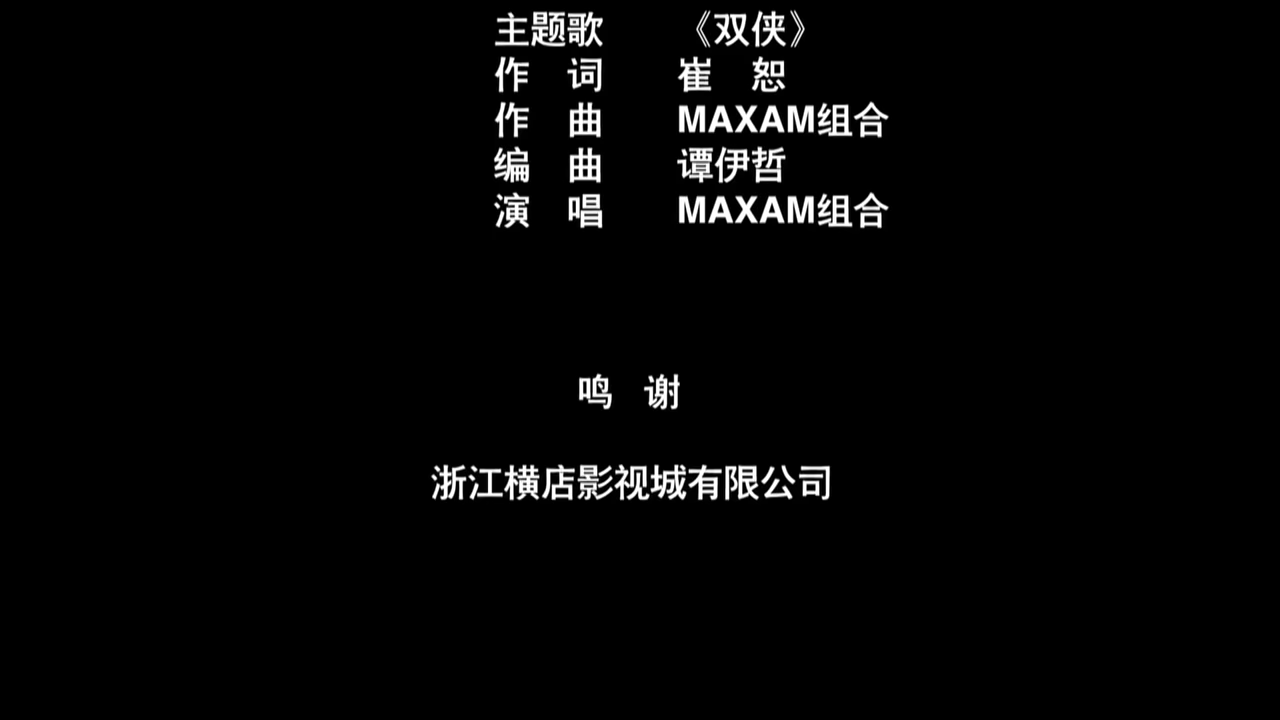 主题歌 《双侠》
作 词 崔 恕
作 曲 MAXAM组合
编 曲 谭伊哲
演 唱 MAXAM组合
鸣 谢
浙江横店影视城有限公司